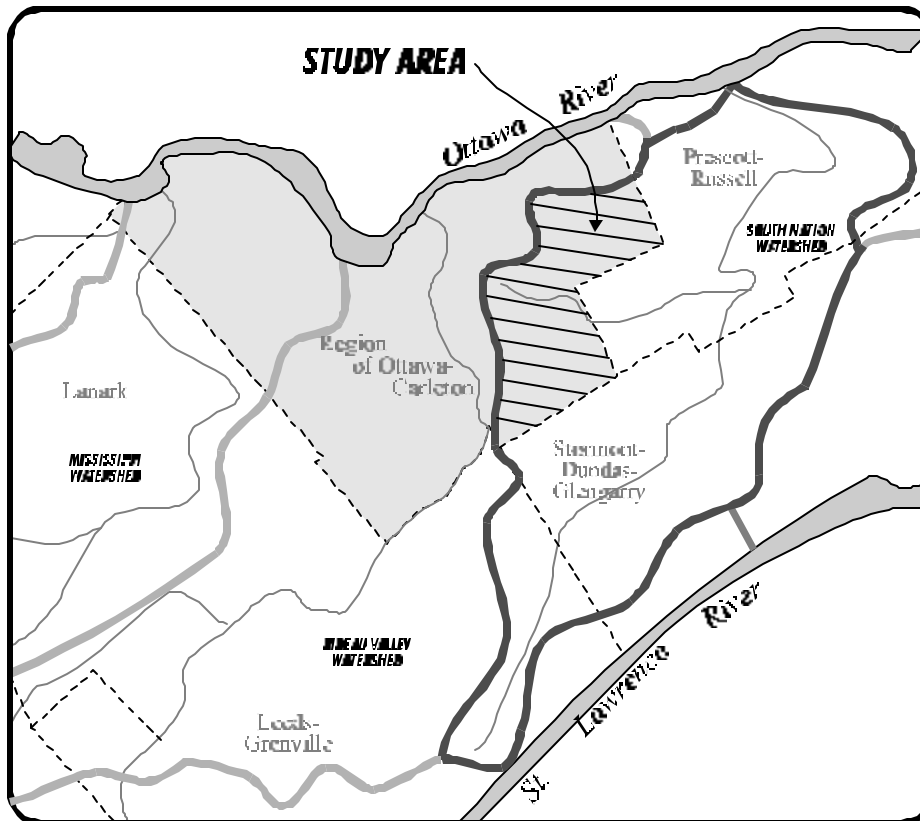 STUDY AREA
Ottawa River
Prescott-
Russell
SOUTH NATION
WATERSHED
Region
of Ottawa-
Carleton
Lanark
MISSISSIPPI
WATERSHED
Stormont-
Dundas-
Glengarry
RIDEAU VALLEY
WATERSHED
Leeds-
Grenville
St. Lawrence River